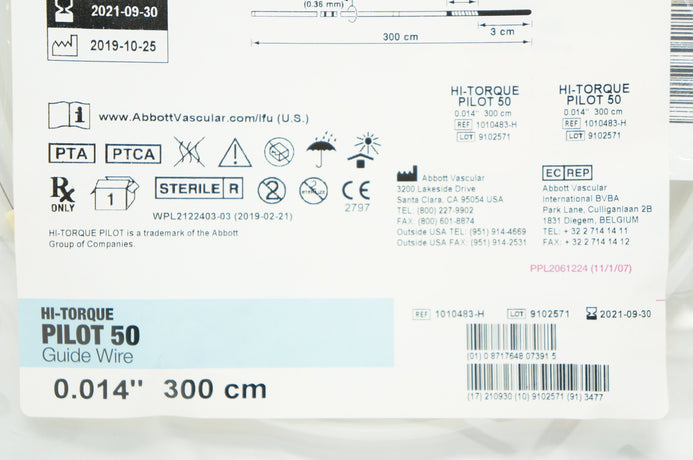 2021-09-30
(0.36 mm)
3 cm
2019-10-25
300 cm
i www.AbbottVascular.com/ifu (U.S.)
PTA PTCA
Rx ONLY
1
STERILE R
2
CE
2797
WPL2122403-03 (2019-02-21)
HI-TORQUE PILOT is a trademark of the Abbott
Group of Companies.
HI-TORQUE
PILOT 50
0.014" 300 cm
REF 1010483-H
LOT 9102571
HI-TORQUE
PILOT 50
0.014" 300 cm
REF 1010483-H
LOT 9102571
Abbott Vascular
3200 Lakeside Drive
Santa Clara, CA 95054 USA
TEL: (800) 227-9902
FAX: (800) 601-8874
Outside USA TEL: (951) 914-4669
Outside USA FAX: (951) 914-2531
EC REP
Abbott Vascular
International BVBA
Park Lane, Culliganlaan 2B
1831 Diegem, BELGIUM
TEL: + 32 2 714 14 11
FAX: + 32 2 714 14 12
PPL2061224 (11/1/07)
HI-TORQUE
PILOT 50
Guide Wire
0.014" 300 cm
REF 1010483-H LOT 9102571 2021-09-30
(01) 0 8717648 07391 5
(17) 210930 (10) 9102571 (91) 3477